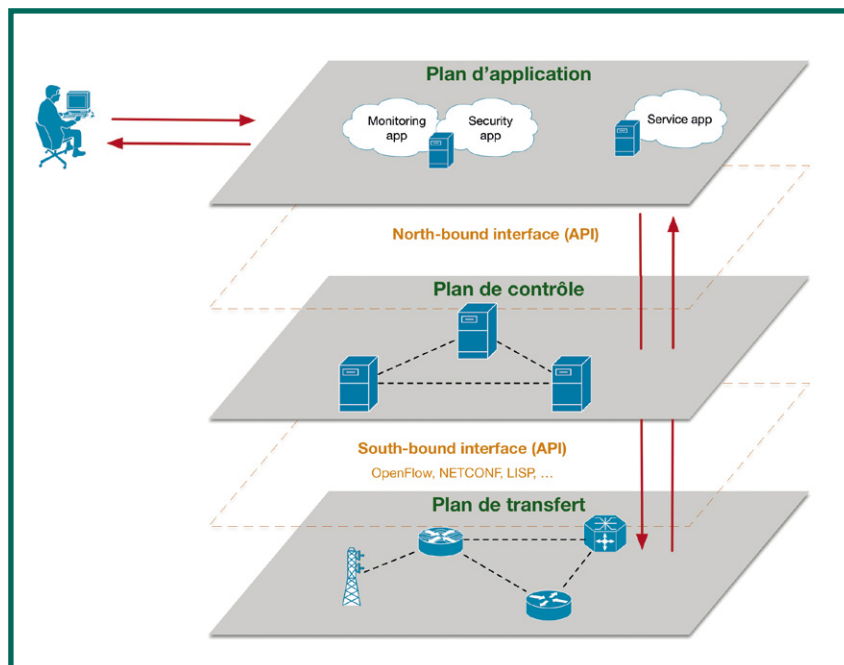 Plan d’application
Monitoring
app
Security
app
Service app
North-bound interface (API)
Plan de contrôle
South-bound interface (API)
OpenFlow, NETCONF, LISP, ...
Plan de transfert